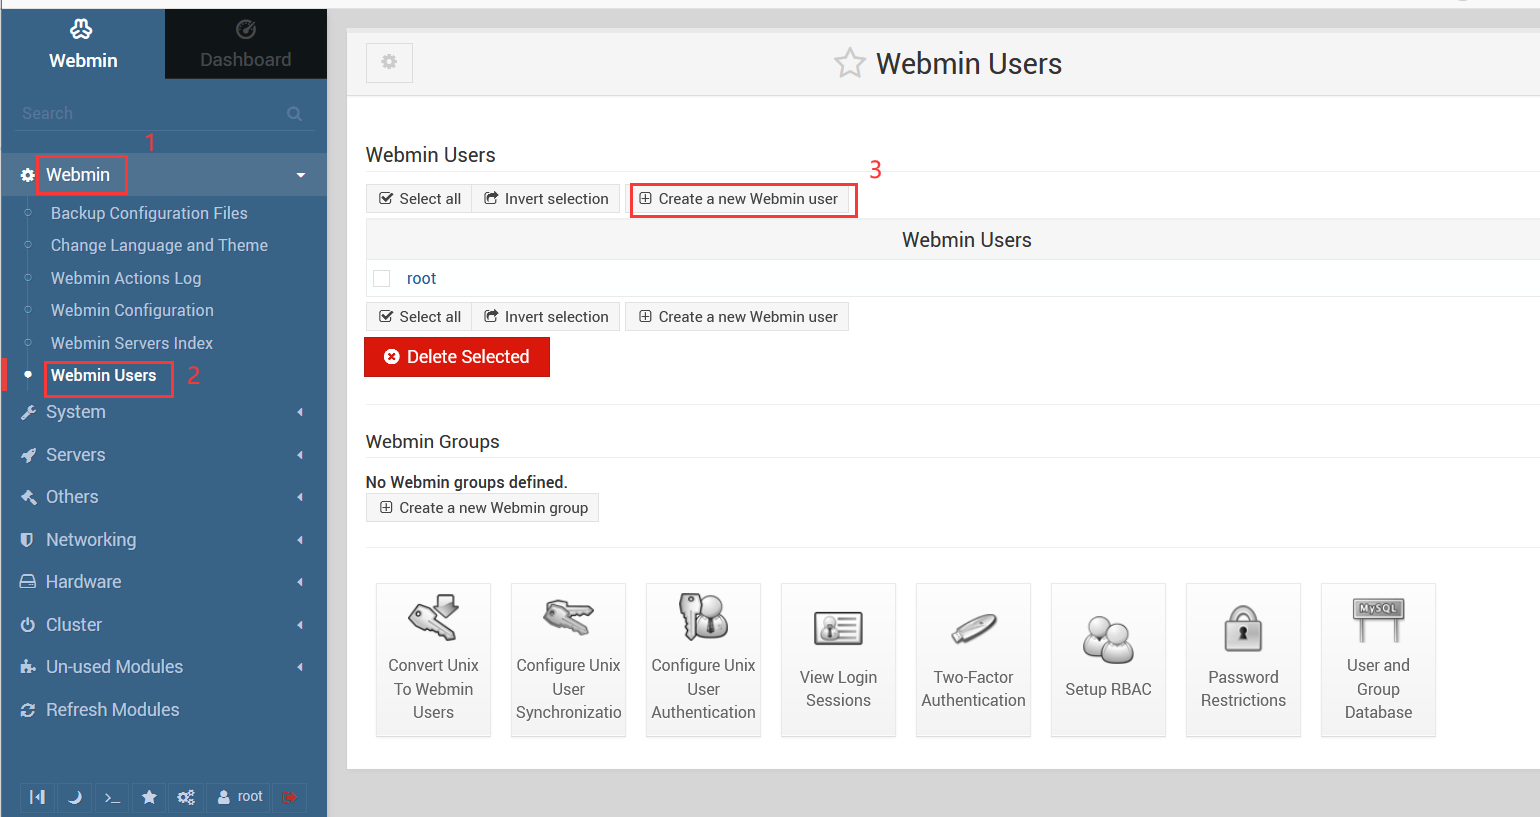 Webmin
Dashboard
Search
1
Webmin
Backup Configuration Files
Change Language and Theme
Webmin Actions Log
Webmin Configuration
Webmin Servers Index
Webmin Users
2
System
Servers
Others
Networking
Hardware
Cluster
Un-used Modules
Refresh Modules
root
Webmin Users
Webmin Users
3
Select all
Invert selection
Create a new Webmin user
Webmin Users
root
Select all
Invert selection
Create a new Webmin user
Delete Selected
Webmin Groups
No Webmin groups defined.
Create a new Webmin group
Convert Unix
To Webmin
Users
Configure Unix
User
Synchronizatio
Configure Unix
User
Authentication
View Login
Sessions
Two-Factor
Authentication
Setup RBAC
Password
Restrictions
MySQL
User and
Group
Database